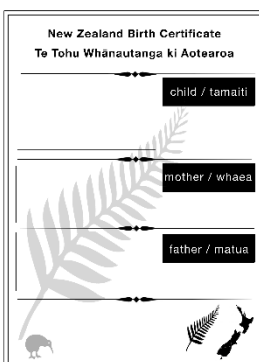 New Zealand Birth Certificate
Te Tohu Whānautanga ki Aotearoa
child / tamaiti
mother / whaea
father / matua